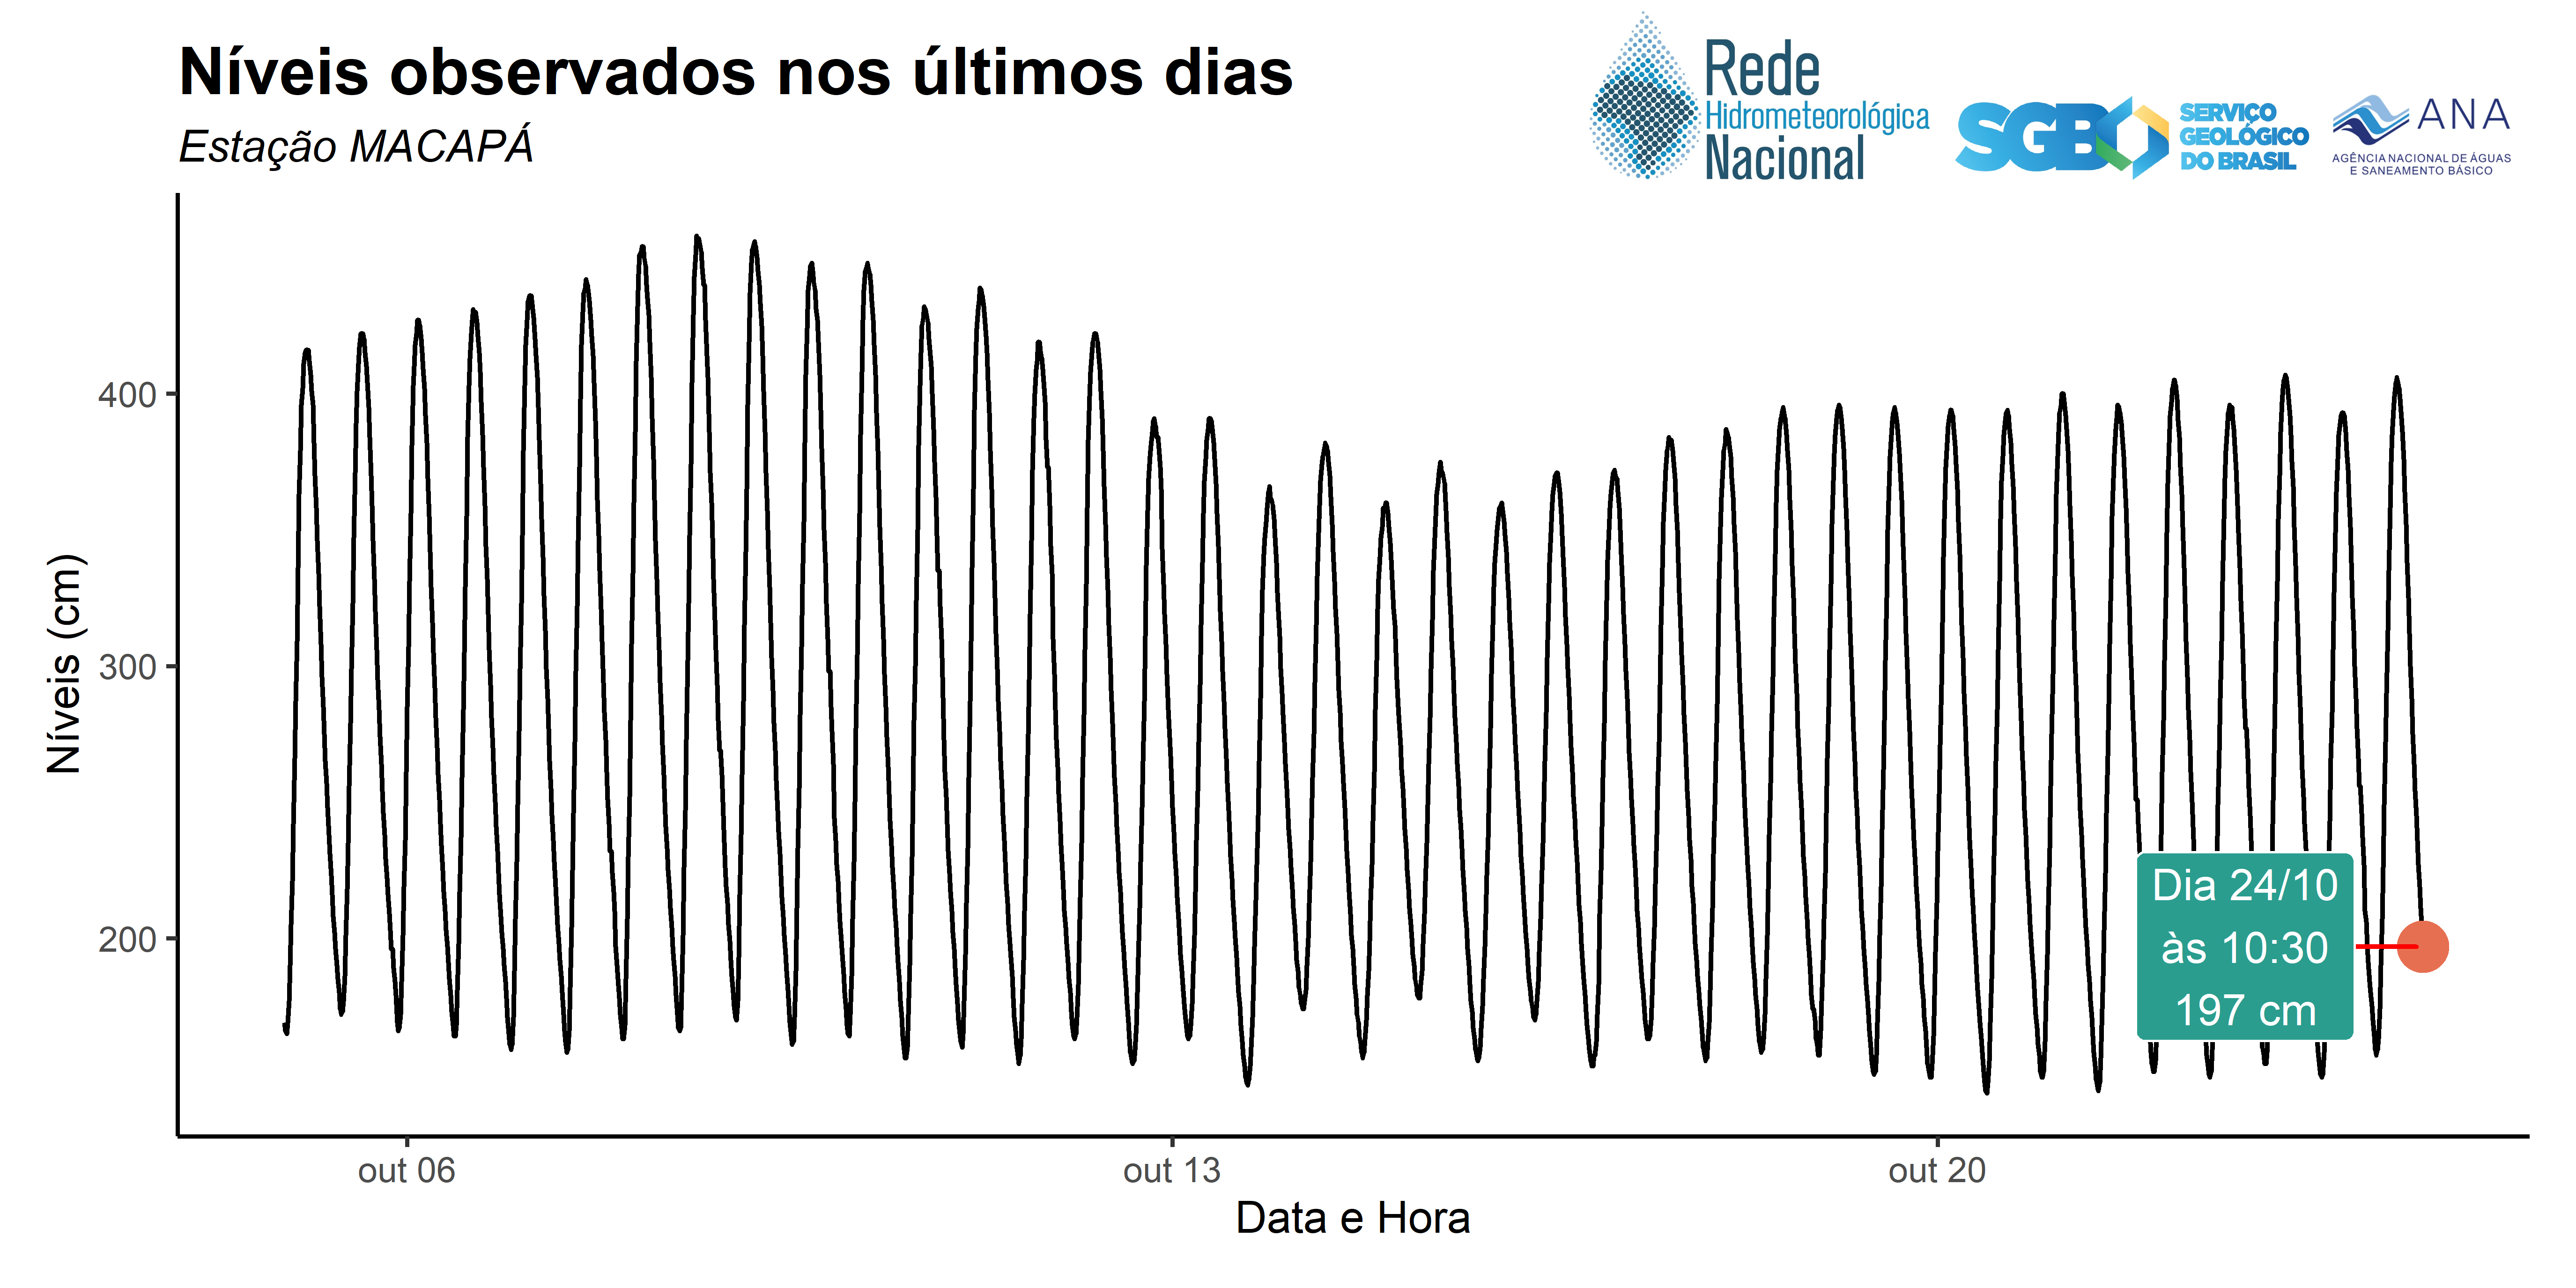 Níveis observados nos últimos dias
Estação MACAPÁ
Rede
Hidrometeorológica
Nacional
SGB
SERVIÇO
GEOLÓGICO
DO BRASIL
ANA
AGÊNCIA NACIONAL DE ÁGUAS
E SANEAMENTO BÁSICO
Níveis (cm)
400
300
200
Dia 24/10
às 10:30
197 cm
out 06
out 13
out 20
Data e Hora